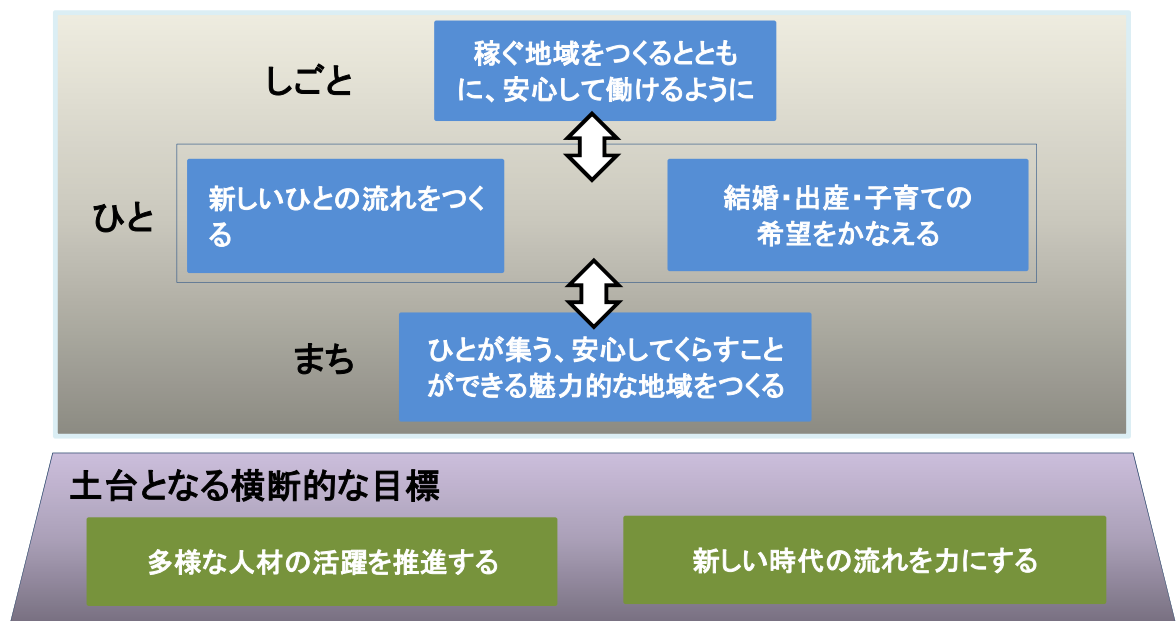 しごと
稼ぐ地域をつくるととも
に、安心して働けるように
ひと
新しいひとの流れをつく
る
結婚・出産・子育ての
希望をかなえる
まち
ひとが集う、安心してくらすこと
ができる魅力的な地域をつくる
土台となる横断的な目標
多様な人材の活躍を推進する
新しい時代の流れを力にする